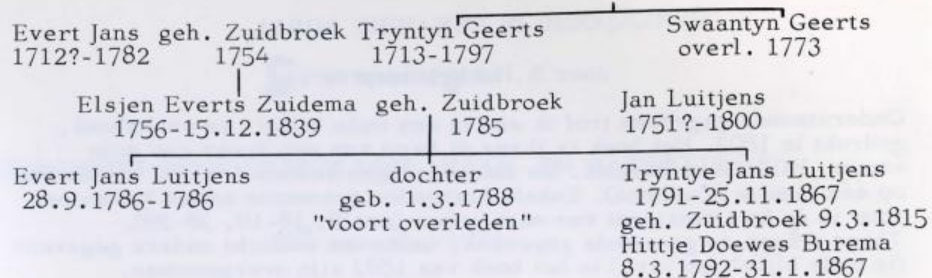 Evert Jans geh. Zuidbroek Tryntyn Geerts Swaantyn Geerts
1712?-1782 1754 1713-1797 overl. 1773
Elsjen Everts Zuidema geh. Zuidbroek Jan Luitjens
1756-15.12.1839 1785 1751?-1800
Evert Jans Luitjens dochter Tryntye Jans Luitjens
28.9.1786-1786 geb. 1.3.1788 1791-25.11.1867
"voort overleden" geh. Zuidbroek 9.3.1815
Hittje Doewes Burema
8.3.1792-31.1.1867